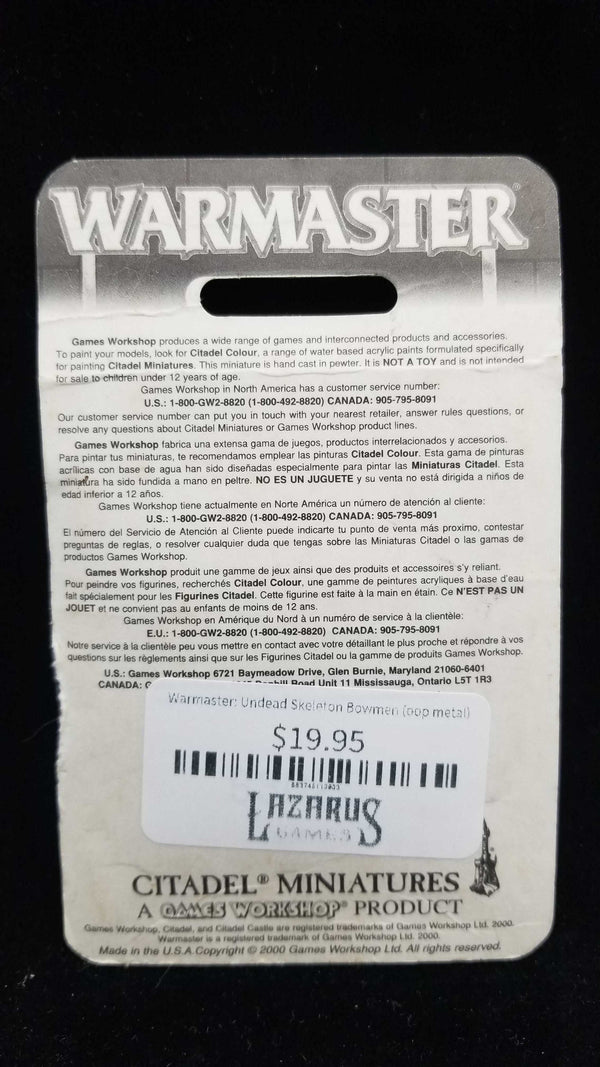 WARMASTER®
Games Workshop produces a wide range of games and interconnected products and accessories.
To paint your models, look for Citadel Colour, a range of water based acrylic paints formulated specifically
for painting Citadel Miniatures. This miniature is hand cast in pewter. It is NOT A TOY and is not intended
for sale to children under 12 years of age.
Games Workshop in North America has a customer service number:
U.S.: 1-800-GW2-8820 (1-800-492-8820) CANADA: 905-795-8091
Our customer service number can put you in touch with your nearest retailer, answer rules questions, or
resolve any questions about Citadel Miniatures or Games Workshop product lines.
Games Workshop fabrica una extensa gama de juegos, productos interrelacionados y accesorios.
Para pintar tus miniaturas, te recomendamos emplear las pinturas Citadel Colour. Esta gama de pinturas
acrílicas con base de agua han sido diseñadas especialmente para pintar las Miniaturas Citadel. Esta
miniatura ha sido fundida a mano en peltre. NO ES UN JUGUETE y su venta no está dirigida a niños de
edad inferior a 12 años.
Games Workshop tiene actualmente en Norte América un número de atención al cliente:
U.S.: 1-800-GW2-8820 (1-800-492-8820) CANADA: 905-795-8091
El número del Servicio de Atención al Cliente puede indicarte tu punto de venta más proximo, contestar
preguntas de reglas, o resolver cualquier duda que tengas sobre las Miniaturas Citadel o las gamas de
productos Games Workshop.
Games Workshop produit une gamme de jeux ainsi que des produits et accessoires s'y reliant.
Pour peindre vos figurines, recherchés Citadel Colour, une gamme de peintures acryliques à base d'eau
fait spécialement pour les Figurines Citadel. Cette figurine est faite à la main en étain. Ce N'EST PAS UN
JOUET et ne convient pas au enfants de moins de 12 ans.
Games Workshop en Amérique du Nord à un numéro de service à la clientèle:
E.U.: 1-800-GW2-8820 (1-800-492-8820) CANADA: 905-795-8091
Notre service à la clientèle peu vous mettre en contact avec votre détaillant le plus proche et répondre à vos
questions sur les règlements ainsi que sur les Figurines Citadel ou la gamme de produits Games Workshop.
U.S.: Games Workshop 6721 Baymeadow Drive, Glen Burnie, Maryland 21060-6401
CANADA: Road Unit 11 Mississauga, Ontario L5T 1R3
Warmaster: Undead Skeleton Bowmen (oop metal)
$19.95
LAZARUS
GAMES
CITADEL® MINIATURES
A GAMES WORKSHOP® PRODUCT
Games Workshop, Citadel, and Citadel Castle are registered trademarks of Games Workshop Ltd. 2000.
Warmaster is a registered trademark of Games Workshop Ltd. 2000.
Made in the U.S.A.Copyright © 2000 Games Workshop Ltd. All rights reserved.